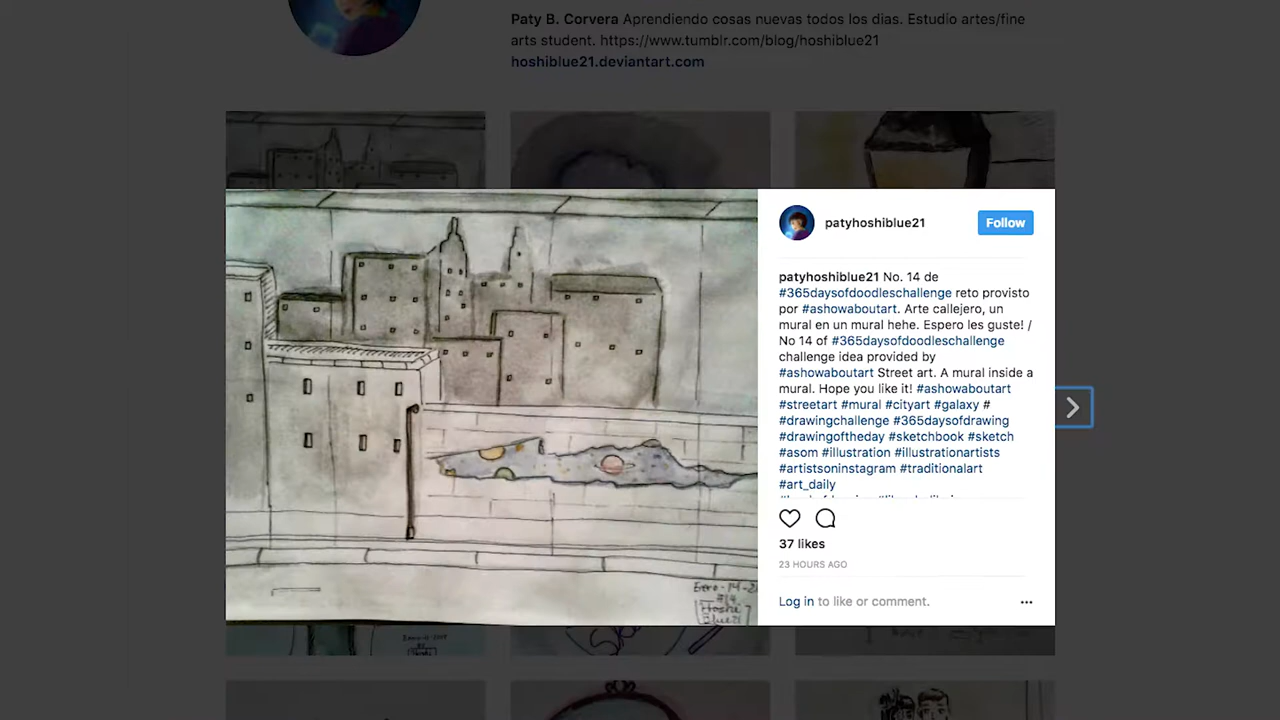 Paty B. Corvera Aprendiendo cosas nuevas todos los dias. Estudio artes/fine
arts student. https://www.tumblr.com/blog/hoshiblue21
hoshiblue21.deviantart.com
patyhoshiblue21
Follow
patyhoshiblue21 No. 14 de
#365daysofdoodleschallenge reto provisto
por #ashowaboutart. Arte callejero, un
mural en un mural hehe. Espero les guste! /
No 14 of #365daysofdoodleschallenge
challenge idea provided by
#ashowaboutart Street art. A mural inside a
mural. Hope you like it! #ashowaboutart
#streetart #mural #cityart #galaxy #
#drawingchallenge #365daysofdrawing
#drawingoftheday #sketchbook #sketch
#asom #illustration #illustrationartists
#artistsoninstagram #traditionalart
#art_daily
37 likes
23 HOURS AGO
Log in to like or comment.
#14
Hoshi
Blue21